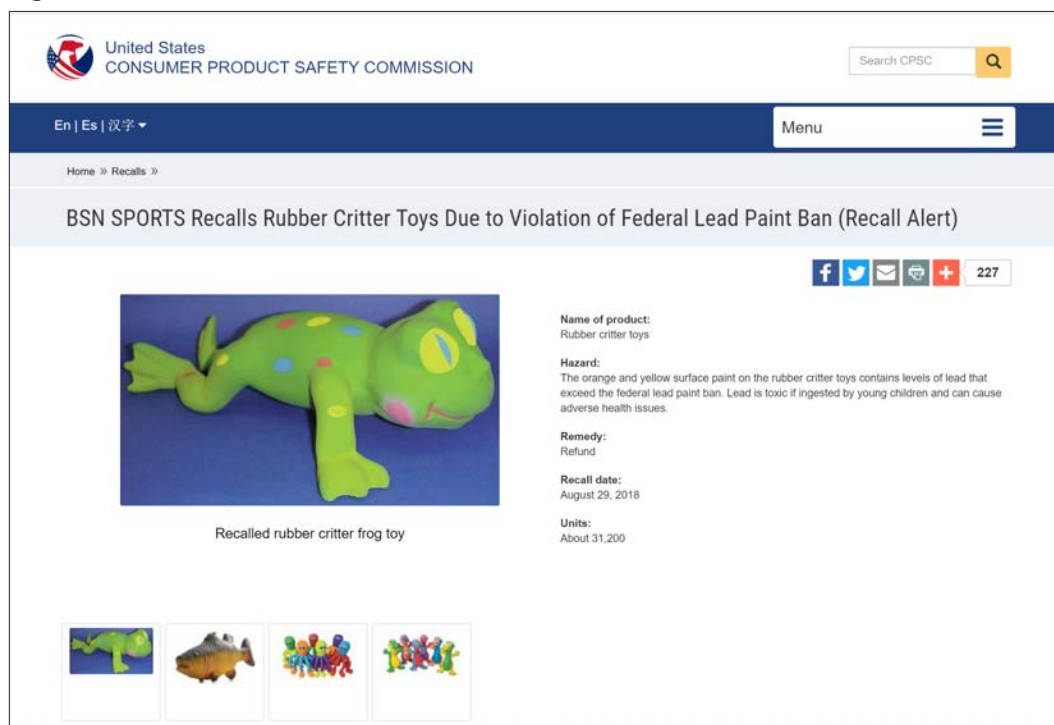 United States
CONSUMER PRODUCT SAFETY COMMISSION
Search CPSC
En | Es | 汉字
Menu
Home » Recalls »
BSN SPORTS Recalls Rubber Critter Toys Due to Violation of Federal Lead Paint Ban (Recall Alert)
227
Name of product:
Rubber critter toys
Hazard:
The orange and yellow surface paint on the rubber critter toys contains levels of lead that
exceed the federal lead paint ban. Lead is toxic if ingested by young children and can cause
adverse health issues.
Remedy:
Refund
Recall date:
August 29, 2018
Units:
About 31,200
Recalled rubber critter frog toy